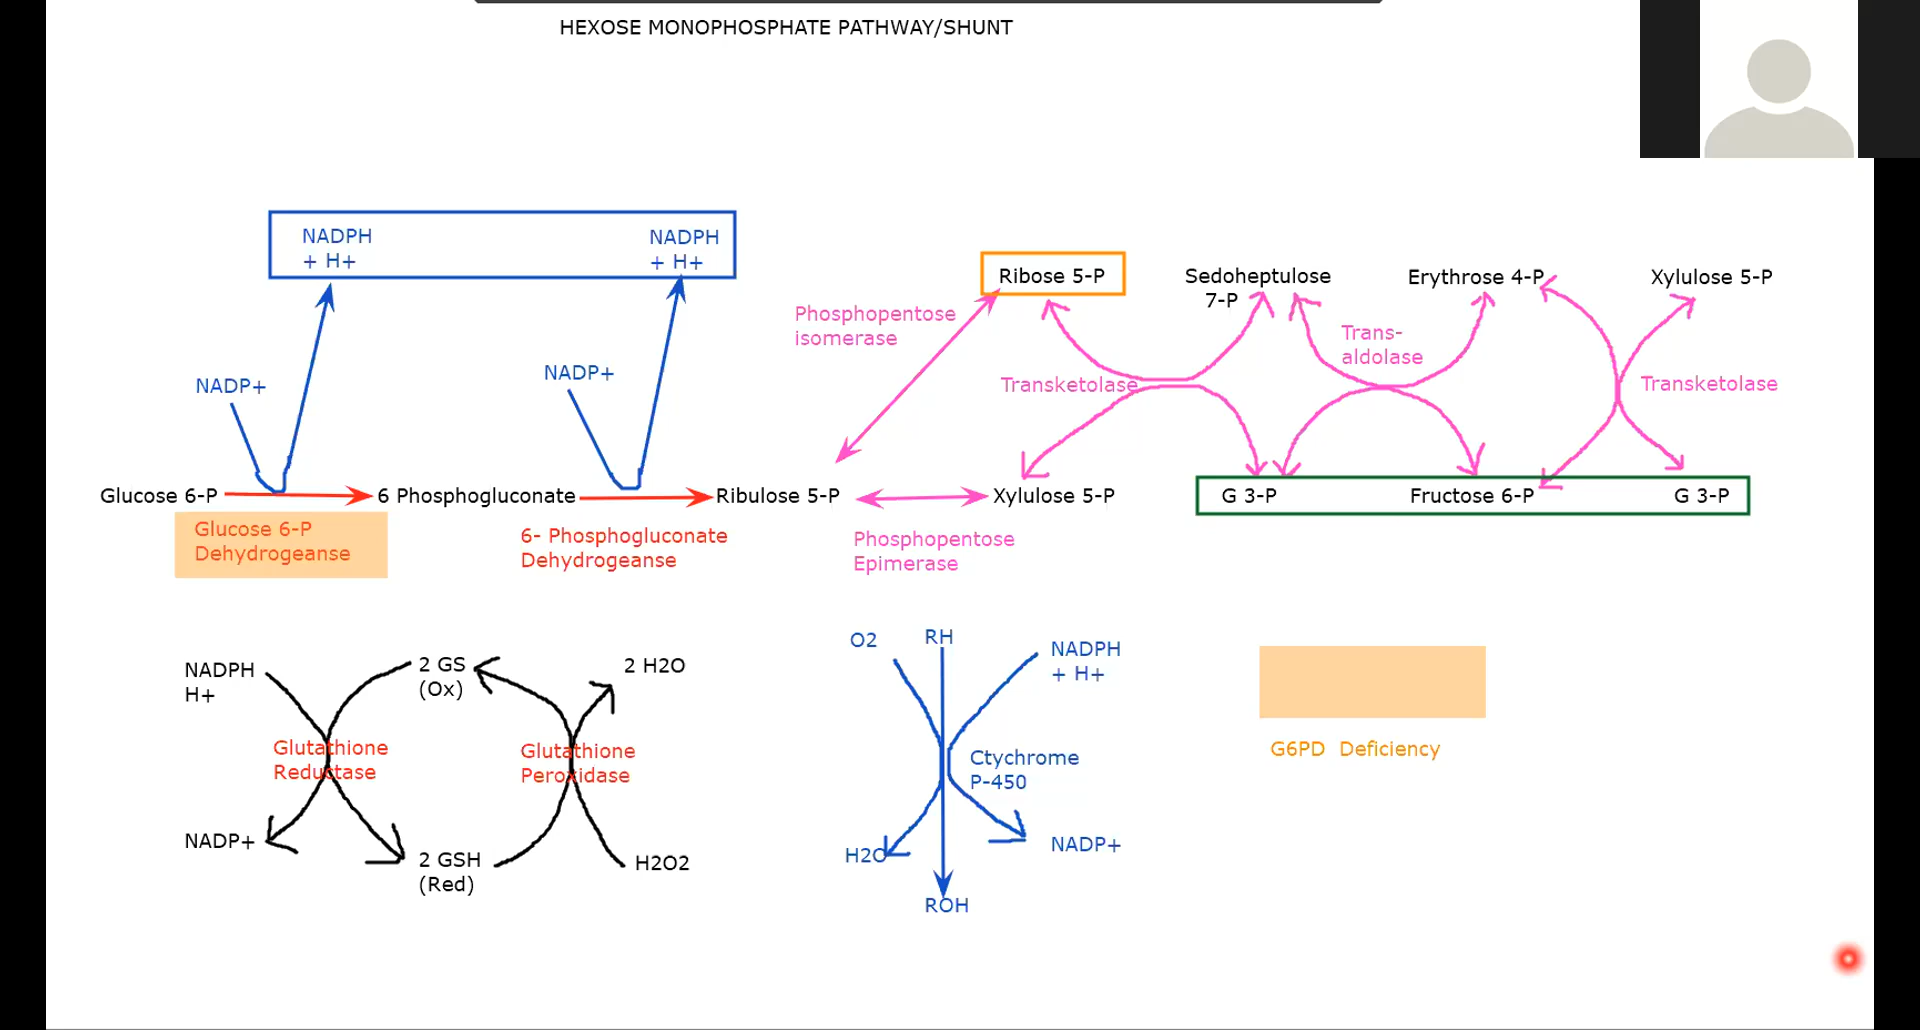 HEXOSE MONOPHOSPHATE PATHWAY/SHUNT
NADPH
+ H+
NADPH
+ H+
NADP+
NADP+
Phosphopentose
isomerase
Ribose 5-P
Sedoheptulose
7-P
Erythrose 4-P
Xylulose 5-P
Transketolase
Trans-
aldolase
Transketolase
Glucose 6-P
6 Phosphogluconate
Ribulose 5-P
Xylulose 5-P
G 3-P
Fructose 6-P
G 3-P
Glucose 6-P
Dehydrogeanse
6- Phosphogluconate
Dehydrogeanse
Phosphopentose
Epimerase
NADPH
H+
2 GS
(Ox)
2 H2O
Glutathione
Reductase
Glutathione
Peroxidase
NADP+
2 GSH
(Red)
H2O2
O2
RH
NADPH
+ H+
Ctychrome
P-450
H2O
NADP+
ROH
G6PD Deficiency